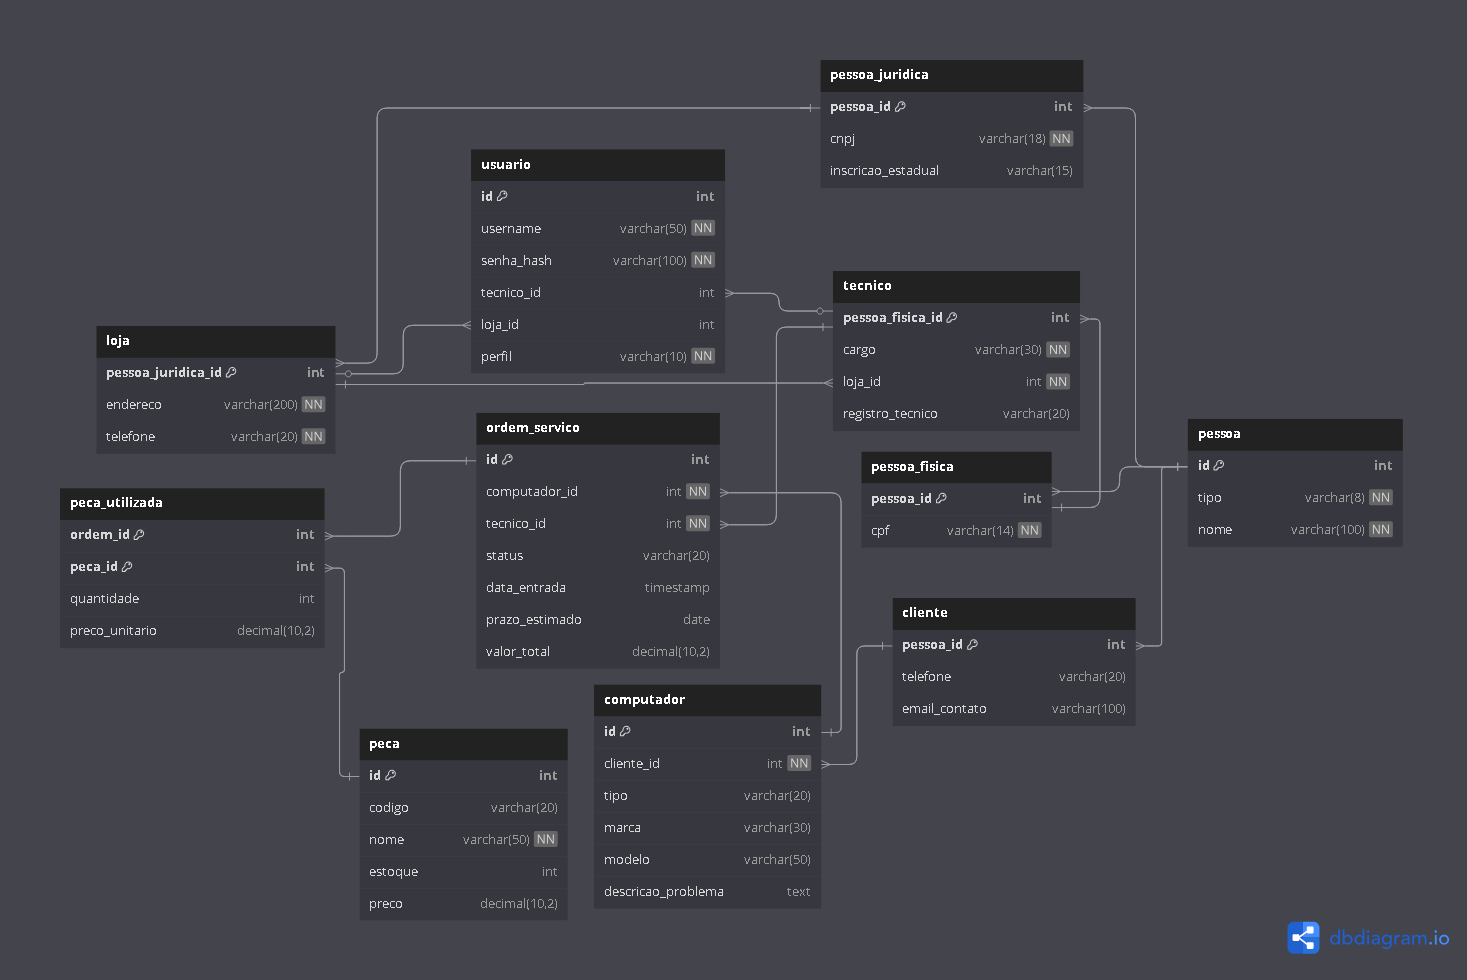 pessoa_juridica
pessoa_id int
cnpj varchar(18) NN
inscricao_estadual varchar(15)
usuario
id int
username varchar(50) NN
senha_hash varchar(100) NN
tecnico_id int
loja_id int
perfil varchar(10) NN
tecnico
pessoa_fisica_id int
cargo varchar(30) NN
loja_id int NN
registro_tecnico varchar(20)
loja
pessoa_juridica_id int
endereco varchar(200) NN
telefone varchar(20) NN
ordem_servico
id int
computador_id int NN
tecnico_id int NN
status varchar(20)
data_entrada timestamp
prazo_estimado date
valor_total decimal(10,2)
pessoa
id int
tipo varchar(8) NN
nome varchar(100) NN
pessoa_fisica
pessoa_id int
cpf varchar(14) NN
peca_utilizada
ordem_id int
peca_id int
quantidade int
preco_unitario decimal(10,2)
cliente
pessoa_id int
telefone varchar(20)
email_contato varchar(100)
computador
id int
cliente_id int NN
tipo varchar(20)
marca varchar(30)
modelo varchar(50)
descricao_problema text
peca
id int
codigo varchar(20)
nome varchar(50) NN
estoque int
preco decimal(10,2)
dbdiagram.io